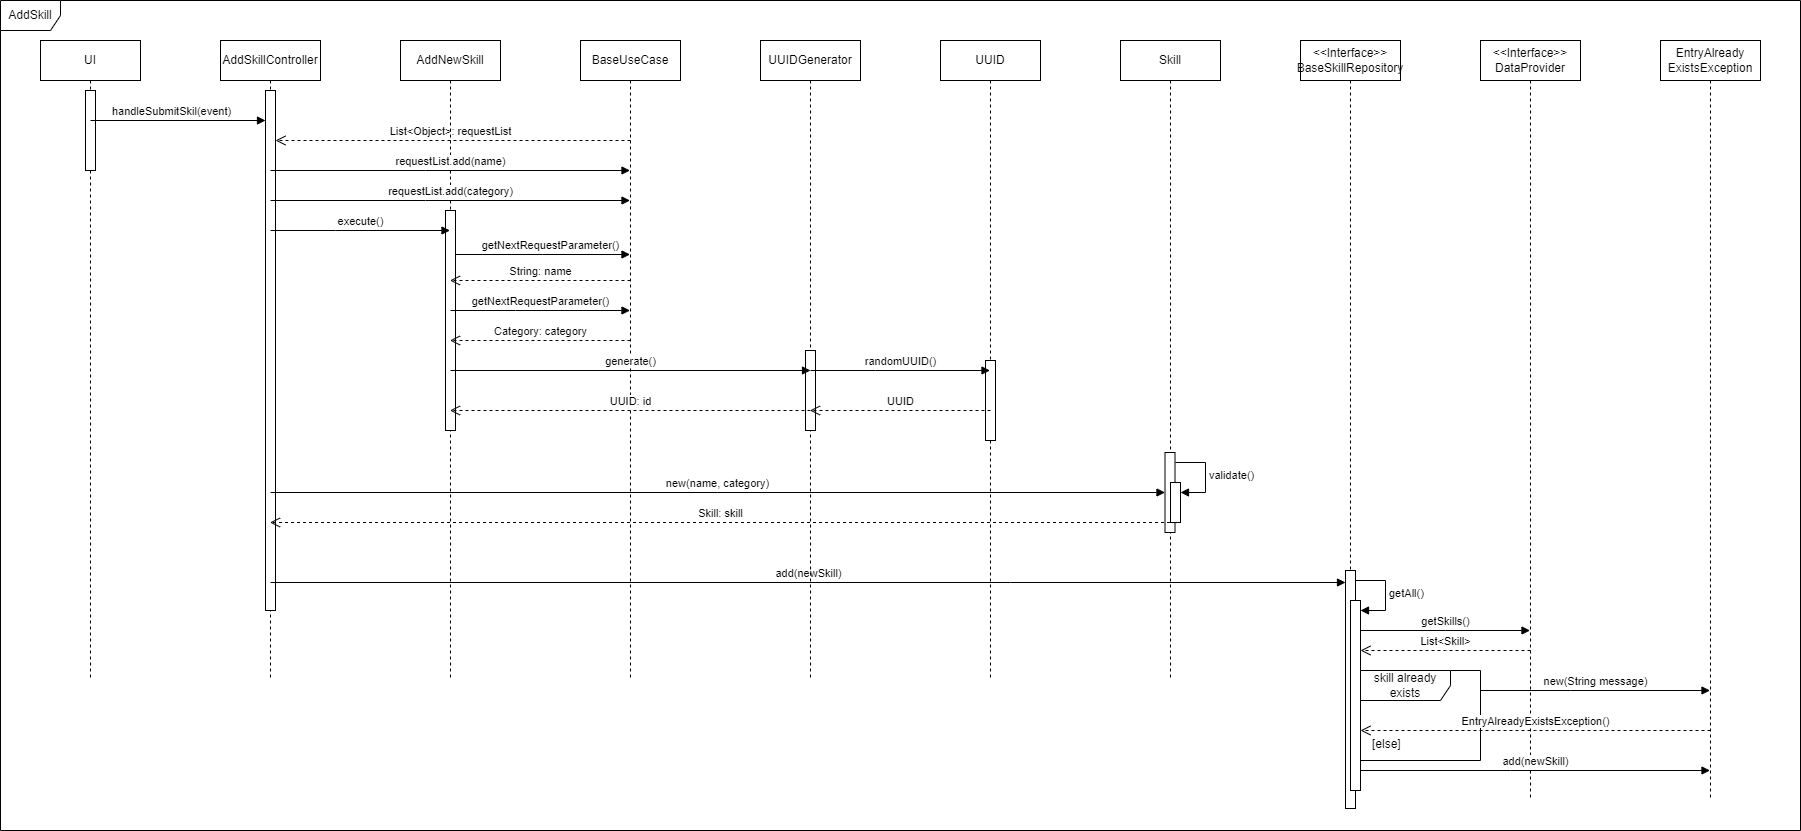 AddSkill
UI
AddSkillController
AddNewSkill
BaseUseCase
UUIDGenerator
UUID
Skill
<<Interface>>
BaseSkillRepository
<<Interface>>
DataProvider
EntryAlready
ExistsException
handleSubmitSkil(event)
List<Object>: requestList
requestList.add(name)
requestList.add(category)
execute()
getNextRequestParameter()
String: name
getNextRequestParameter()
Category: category
generate()
randomUUID()
UUID: id
UUID
validate()
new(name, category)
Skill: skill
add(newSkill)
getAll()
getSkills()
List<Skill>
skill already
exists
new(String message)
EntryAlreadyExistsException()
[else]
add(newSkill)